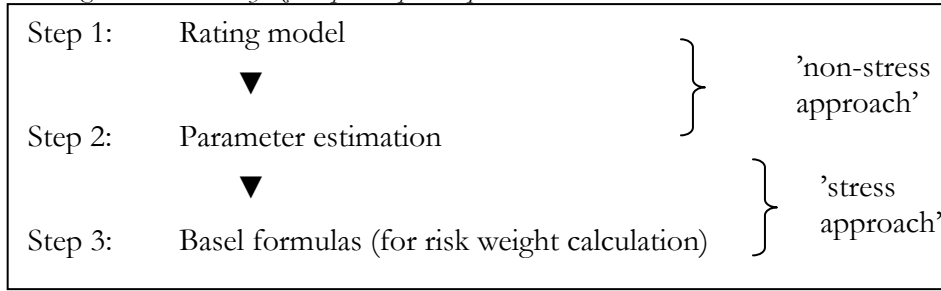 Step 1: Rating model
▼
’non-stress
approach’
Step 2: Parameter estimation
▼
’stress
approach’
Step 3: Basel formulas (for risk weight calculation)